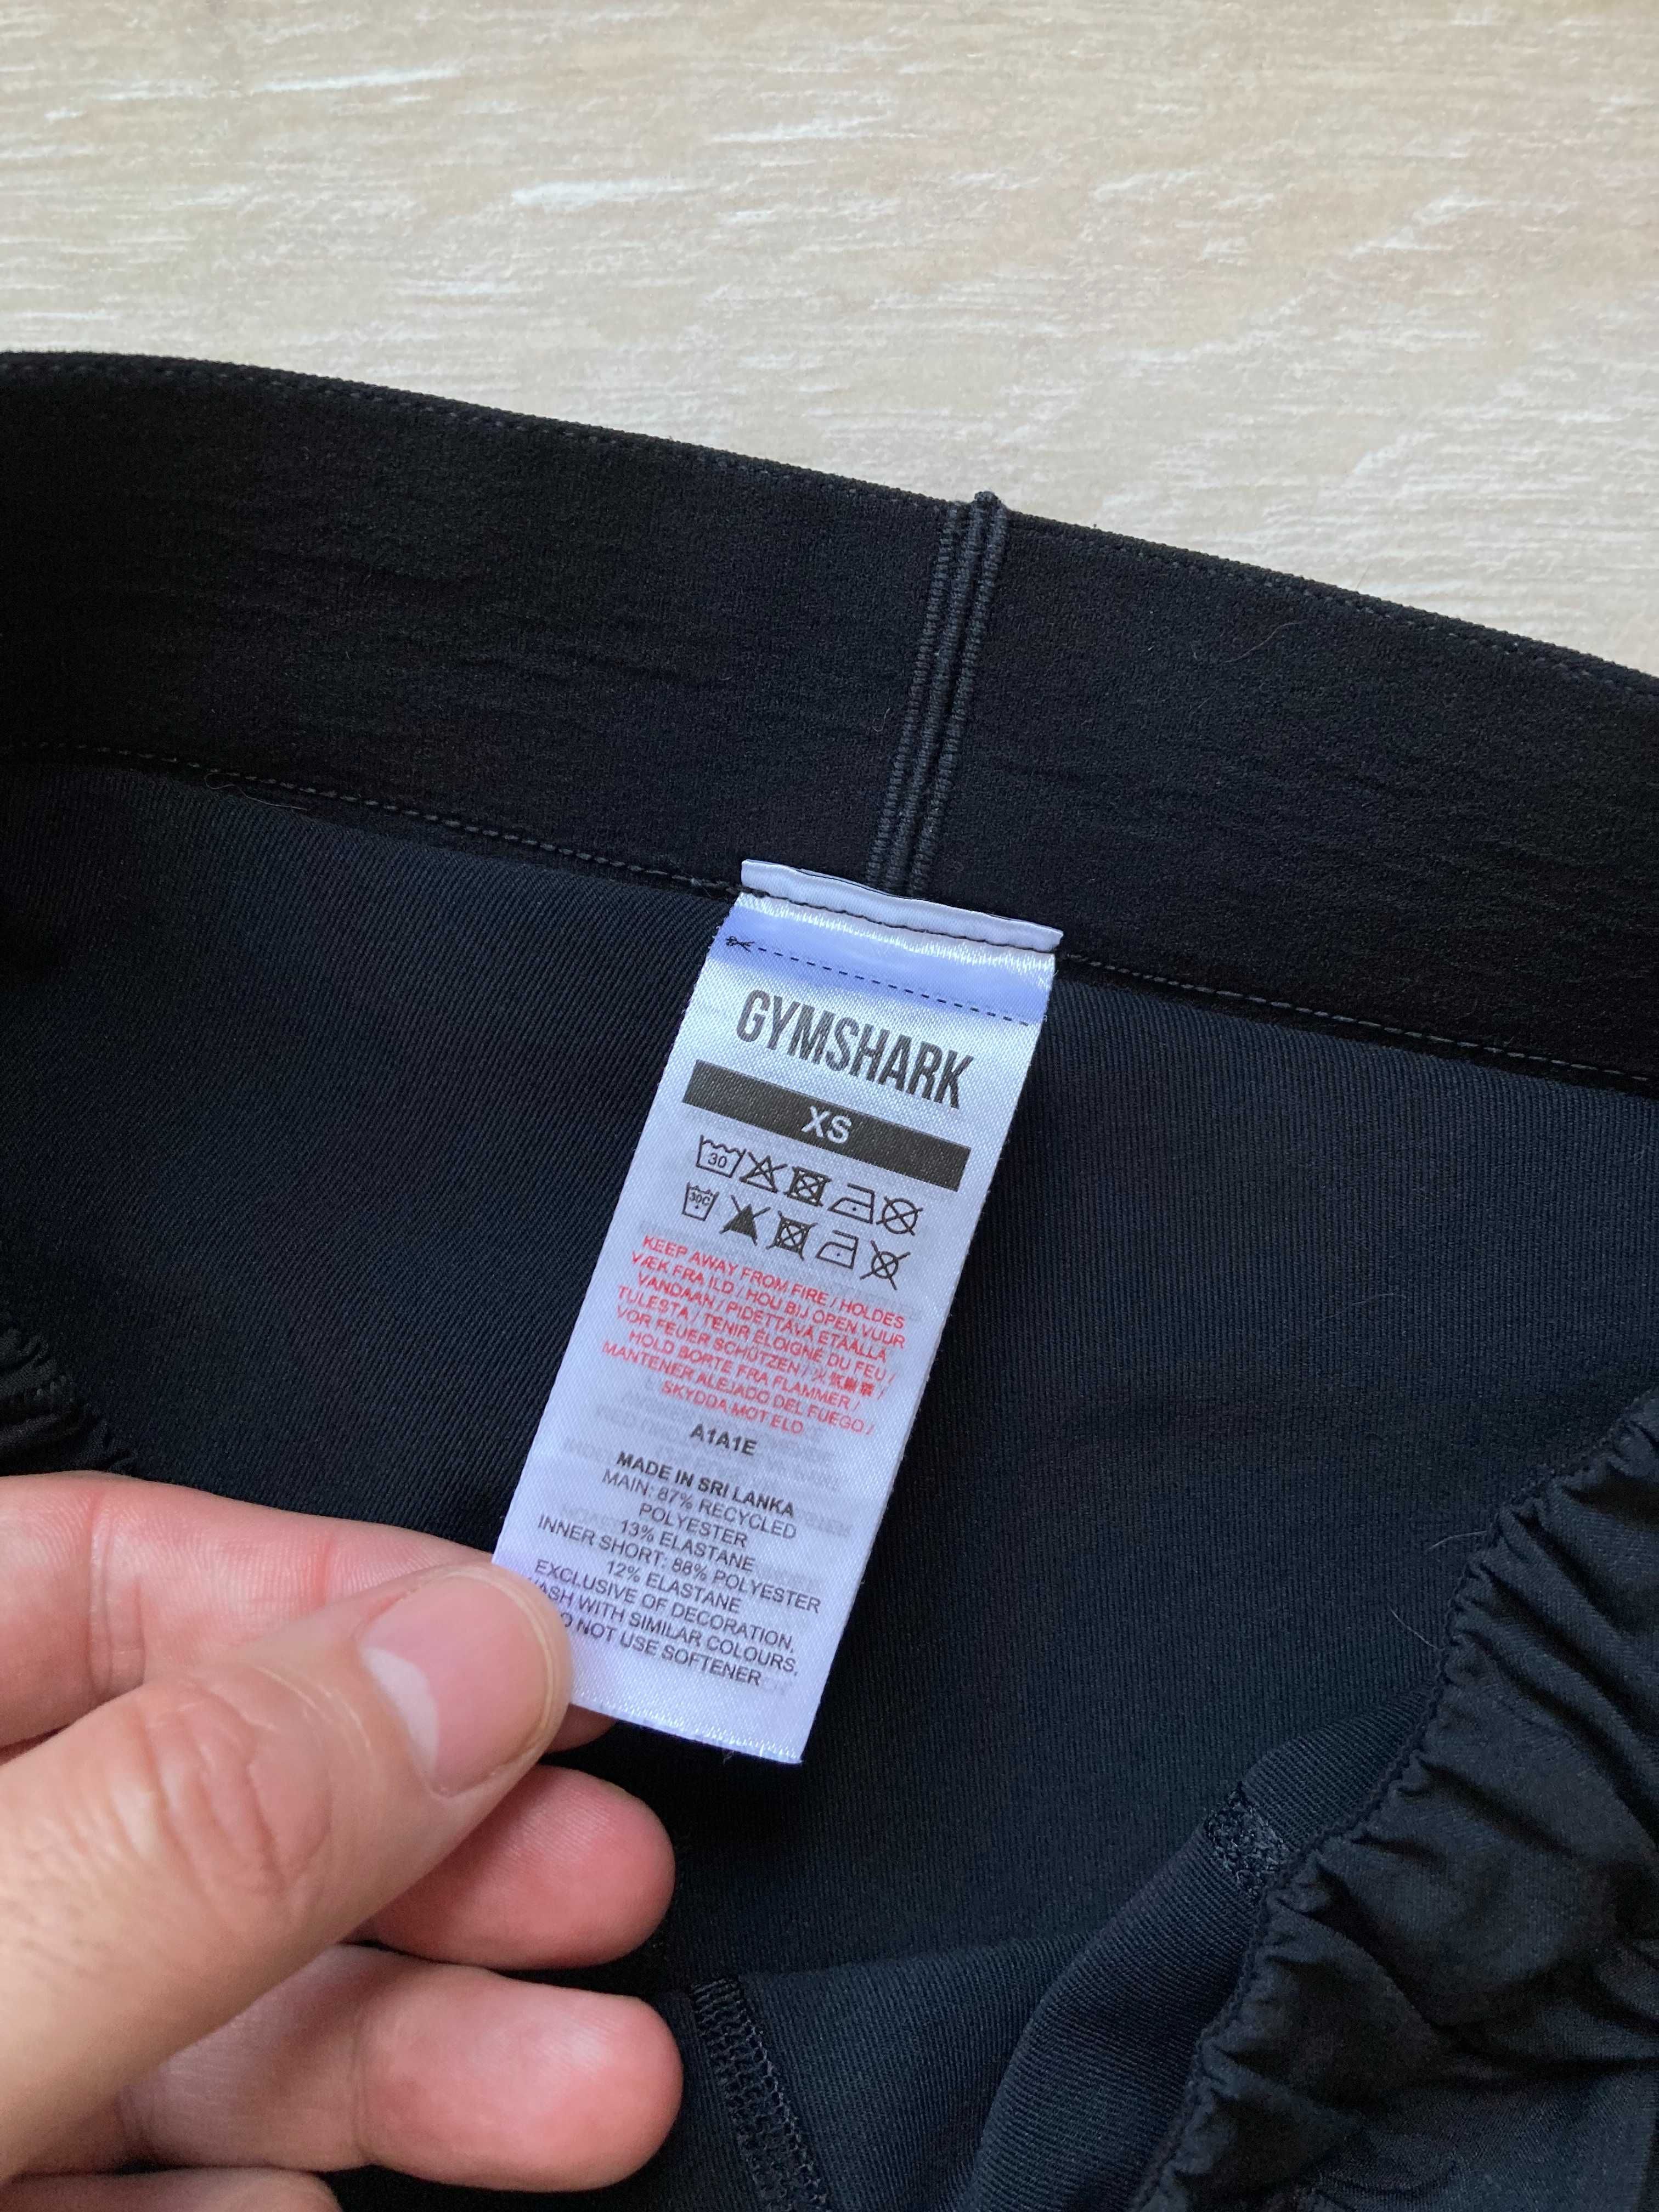 GYMSHARK
XS
30
30C
KEEP AWAY FROM FIRE / HOLDES
VÆK FRA ILD / HOU BIJ OPEN VUUR
VANDAAN / PIDETTÄVÄ ETÄÄLLÄ
TULESTA / TENIR ÉLOIGNÉ DU FEU /
VOR FEUER SCHÜTZEN / 火気厳禁 /
HOLD BORTE FRA FLAMMER /
MANTENER ALEJADO DEL FUEGO /
SKYDDA MOT ELD
A1A1E
MADE IN SRI LANKA
MAIN: 87% RECYCLED
POLYESTER
13% ELASTANE
INNER SHORT: 88% POLYESTER
12% ELASTANE
EXCLUSIVE OF DECORATION.
WASH WITH SIMILAR COLOURS.
DO NOT USE SOFTENER